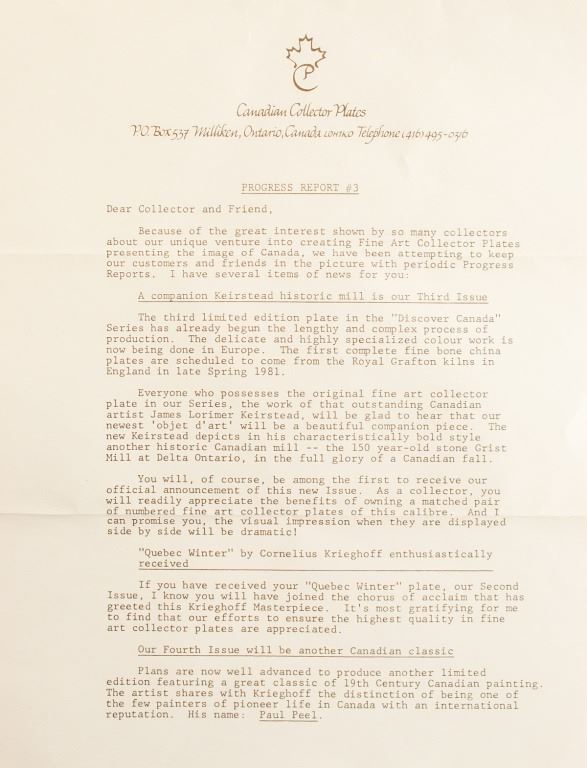 CP
Canadian Collector Plates
P.O. Box 537 Milliken, Ontario, Canada L0H1K0 Telephone (416) 495-0316
PROGRESS REPORT #3
Dear Collector and Friend,
Because of the great interest shown by so many collectors
about our unique venture into creating Fine Art Collector Plates
presenting the image of Canada, we have been attempting to keep
our customers and friends in the picture with periodic Progress
Reports. I have several items of news for you:
A companion Keirstead historic mill is our Third Issue
The third limited edition plate in the "Discover Canada"
Series has already begun the lengthy and complex process of
production. The delicate and highly specialized colour work is
now being done in Europe. The first complete fine bone china
plates are scheduled to come from the Royal Grafton kilns in
England in late Spring 1981.
Everyone who possesses the original fine art collector
plate in our Series, the work of that outstanding Canadian
artist James Lorimer Keirstead, will be glad to hear that our
newest 'objet d'art' will be a beautiful companion piece. The
new Keirstead depicts in his characteristically bold style
another historic Canadian mill -- the 150 year-old stone Grist
Mill at Delta Ontario, in the full glory of a Canadian fall.
You will, of course, be among the first to receive our
official announcement of this new Issue. As a collector, you
will readily appreciate the benefits of owning a matched pair
of numbered fine art collector plates of this calibre. And I
can promise you, the visual impression when they are displayed
side by side will be dramatic!
"Quebec Winter" by Cornelius Krieghoff enthusiastically
received
If you have received your "Quebec Winter" plate, our Second
Issue, I know you will have joined the chorus of acclaim that has
greeted this Krieghoff Masterpiece. It's most gratifying for me
to find that our efforts to ensure the highest quality in fine
art collector plates are appreciated.
Our Fourth Issue will be another Canadian classic
Plans are now well advanced to produce another limited
edition featuring a great classic of 19th Century Canadian painting.
The artist shares with Krieghoff the distinction of being one of
the few painters of pioneer life in Canada with an international
reputation. His name: Paul Peel.